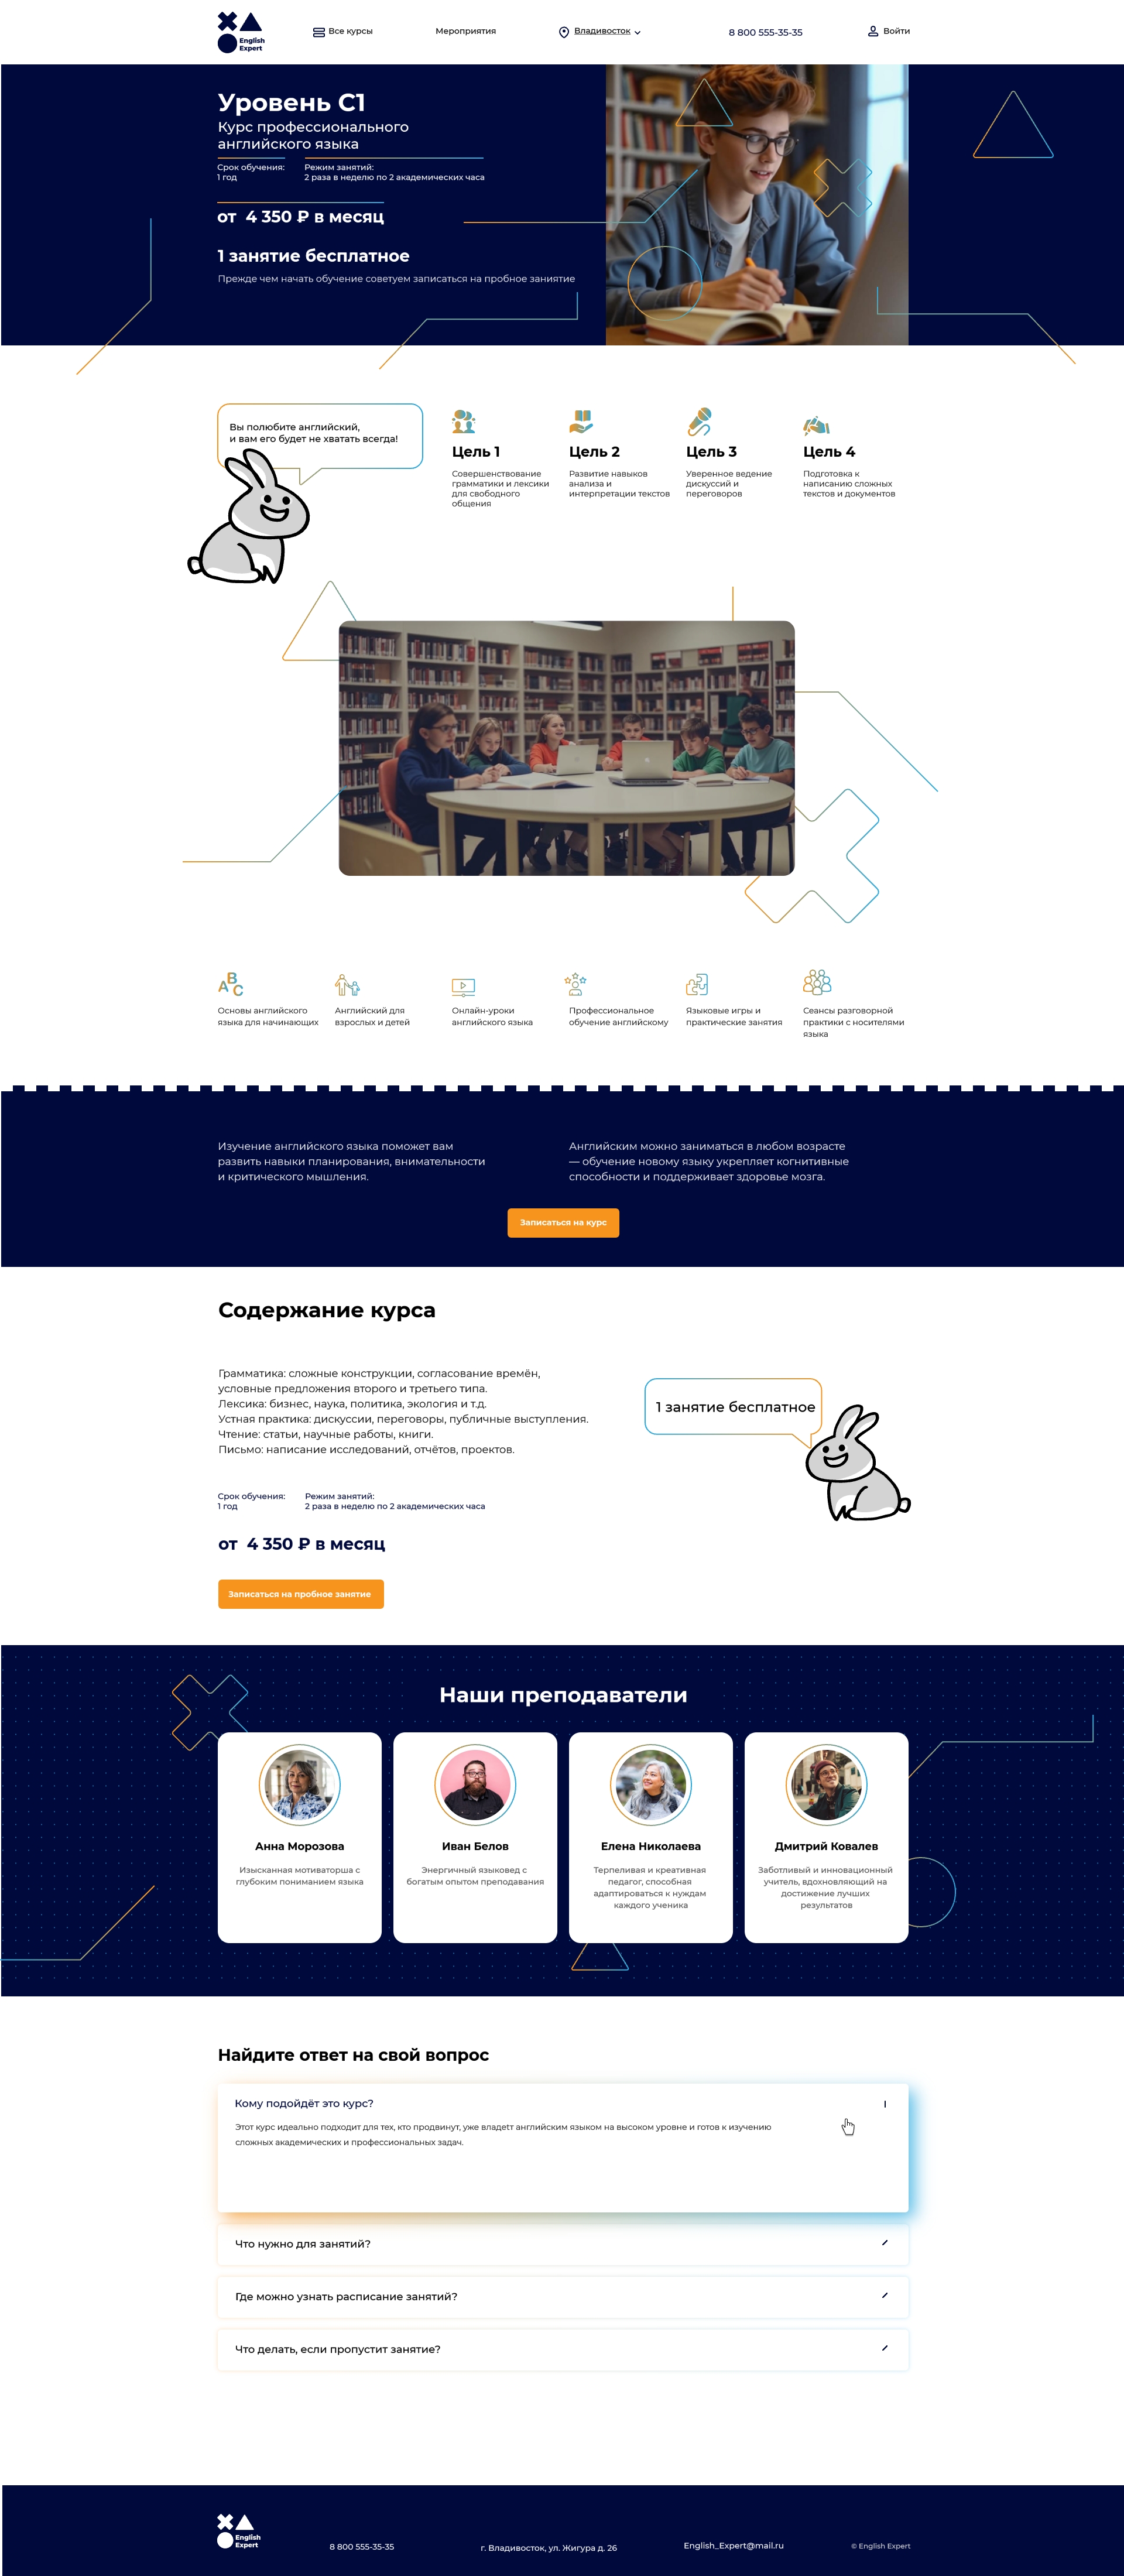 English
Expert
Все курсы
Мероприятия
Владивосток
8 800 555-35-35
Войти
Уровень C1
Курс профессионального
английского языка
Срок обучения:
1 год
Режим занятий:
2 раза в неделю по 2 академических часа
от 4 350 ₽ в месяц
1 занятие бесплатное
Прежде чем начать обучение советуем записаться на пробное заниятие
Вы полюбите английский,
и вам его будет не хватать всегда!
Цель 1
Совершенствование
грамматики и лексики
для свободного
общения
Цель 2
Развитие навыков
анализа и
интерпретации текстов
Цель 3
Уверенное ведение
дискуссий и
переговоров
Цель 4
Подготовка к
написанию сложных
текстов и документов
A B C
Основы английского
языка для начинающих
Английский для
взрослых и детей
Онлайн-уроки
английского языка
Профессиональное
обучение английскому
Языковые игры и
практические занятия
Сеансы разговорной
практики с носителями
языка
Изучение английского языка поможет вам
развить навыки планирования, внимательности
и критического мышления.
Английским можно заниматься в любом возрасте
— обучение новому языку укрепляет когнитивные
способности и поддерживает здоровье мозга.
Записаться на курс
Содержание курса
Грамматика: сложные конструкции, согласование времён,
условные предложения второго и третьего типа.
Лексика: бизнес, наука, политика, экология и т.д.
Устная практика: дискуссии, переговоры, публичные выступления.
Чтение: статьи, научные работы, книги.
Письмо: написание исследований, отчётов, проектов.
1 занятие бесплатное
Срок обучения:
1 год
Режим занятий:
2 раза в неделю по 2 академических часа
от 4 350 ₽ в месяц
Записаться на пробное занятие
Наши преподаватели
Анна Морозова
Изысканная мотиваторша с
глубоким пониманием языка
Иван Белов
Энергичный языковед с
богатым опытом преподавания
Елена Николаева
Терпеливая и креативная
педагог, способная
адаптироваться к нуждам
каждого ученика
Дмитрий Ковалев
Заботливый и инновационный
учитель, вдохновляющий на
достижение лучших
результатов
Найдите ответ на свой вопрос
Кому подойдёт это курс?
Этот курс идеально подходит для тех, кто продвинут, уже владеtт английским языком на высоком уровне и готов к изучению
сложных академических и профессиональных задач.
Что нужно для занятий?
Где можно узнать расписание занятий?
Что делать, если пропустит занятие?
English
Expert
8 800 555-35-35
г. Владивосток, ул. Жигура д. 26
English_Expert@mail.ru
© English Expert